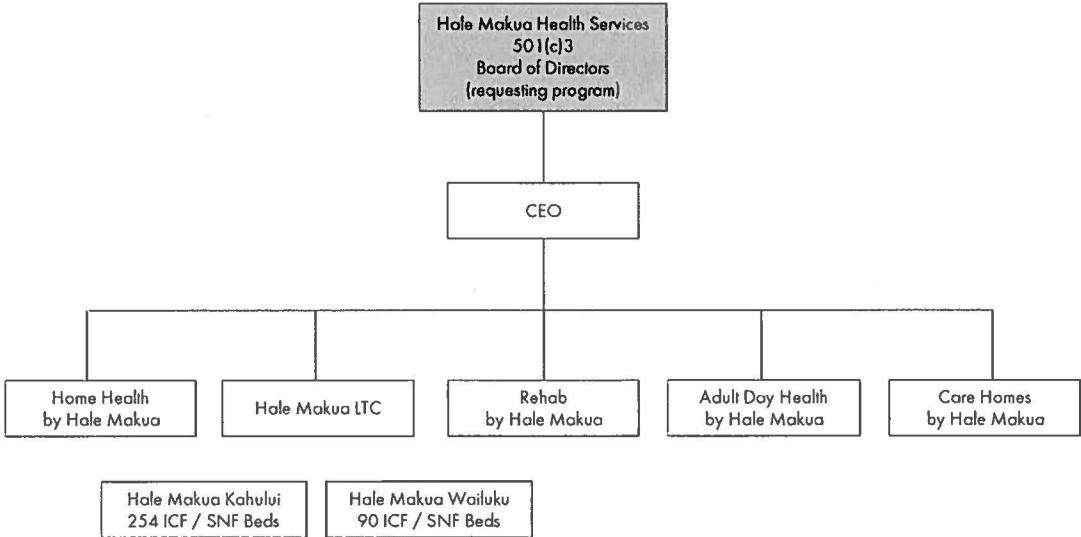 Hale Makua Health Services
501(c)3
Board of Directors
(requesting program)
CEO
Home Health
by Hale Makua
Hale Makua LTC
Rehab
by Hale Makua
Adult Day Health
by Hale Makua
Care Homes
by Hale Makua
Hale Makua Kahului
254 ICF / SNF Beds
Hale Makua Wailuku
90 ICF / SNF Beds